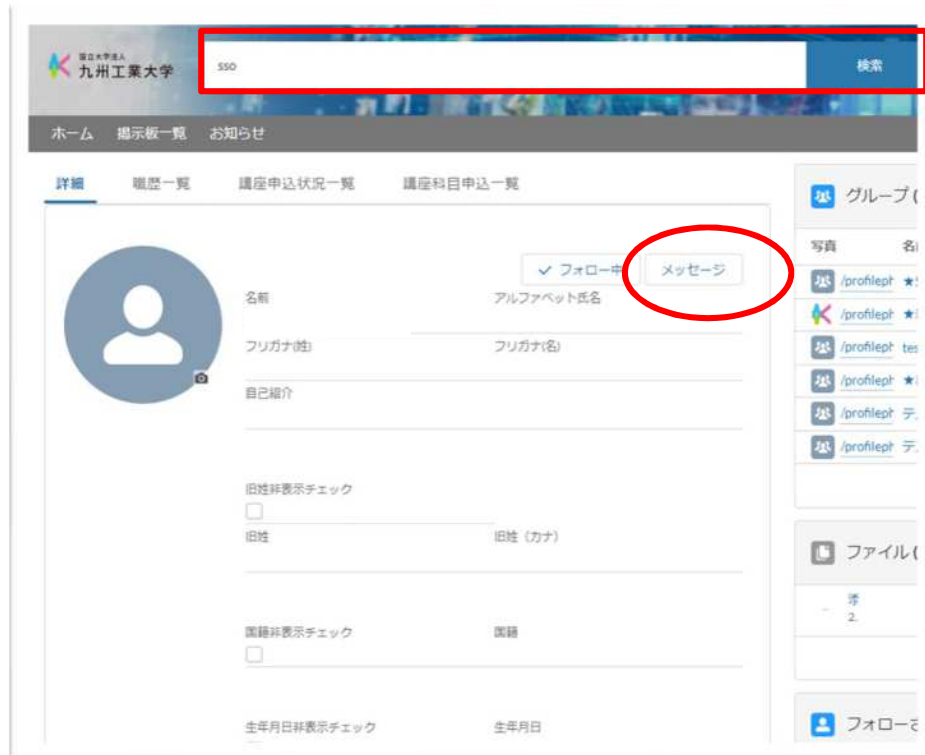 国立大学法人
九州工業大学
sso
検索
ホーム 掲示板一覧 お知らせ
詳細 職歴一覧 講座申込状況一覧 講座科目申込一覧
グループ (
写真
フォロー中 メッセージ
名前 アルファベット氏名
/profileph
/profileph
フリガナ(姓) フリガナ(名)
/profileph tes
/profileph
自己紹介
/profileph テ
/profileph テ
旧姓非表示チェック
旧姓 旧姓（カナ）
ファイル (
2.
国籍非表示チェック 国籍
生年月日非表示チェック 生年月日
フォローさ